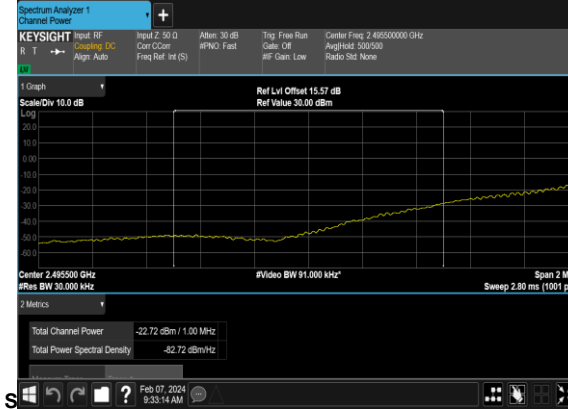 Spectrum Analyzer 1
Channel Power
+
KEYSIGHT
R T
Input: RF
Coupling: DC
Align: Auto
Input Z: 50 Ω
Corr CCorr
Freq Ref: Int (S)
Atten: 30 dB
#PNO: Fast
Trig: Free Run
Gate: Off
#IF Gain: Low
Center Freq: 2.495500000 GHz
Avg|Hold: 500/500
Radio Std: None
1 Graph
Scale/Div 10.0 dB
Ref Lvl Offset 15.57 dB
Ref Value 30.00 dBm
Log
20.0
10.0
0.00
-10.0
-20.0
-30.0
-40.0
-50.0
-60.0
Center 2.495500 GHz
#Res BW 30.000 kHz
#Video BW 91.000 kHz*
Span 2 M
Sweep 2.80 ms (1001 p
2 Metrics
Total Channel Power -22.72 dBm / 1.00 MHz
Total Power Spectral Density -82.72 dBm/Hz
S
?
Feb 07, 2024
9:33:14 AM